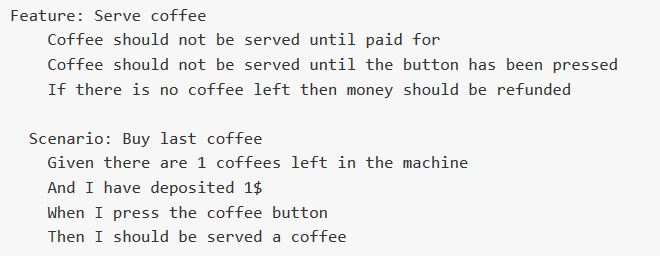 Feature: Serve coffee
Coffee should not be served until paid for
Coffee should not be served until the button has been pressed
If there is no coffee left then money should be refunded
Scenario: Buy last coffee
Given there are 1 coffees left in the machine
And I have deposited 1$
When I press the coffee button
Then I should be served a coffee